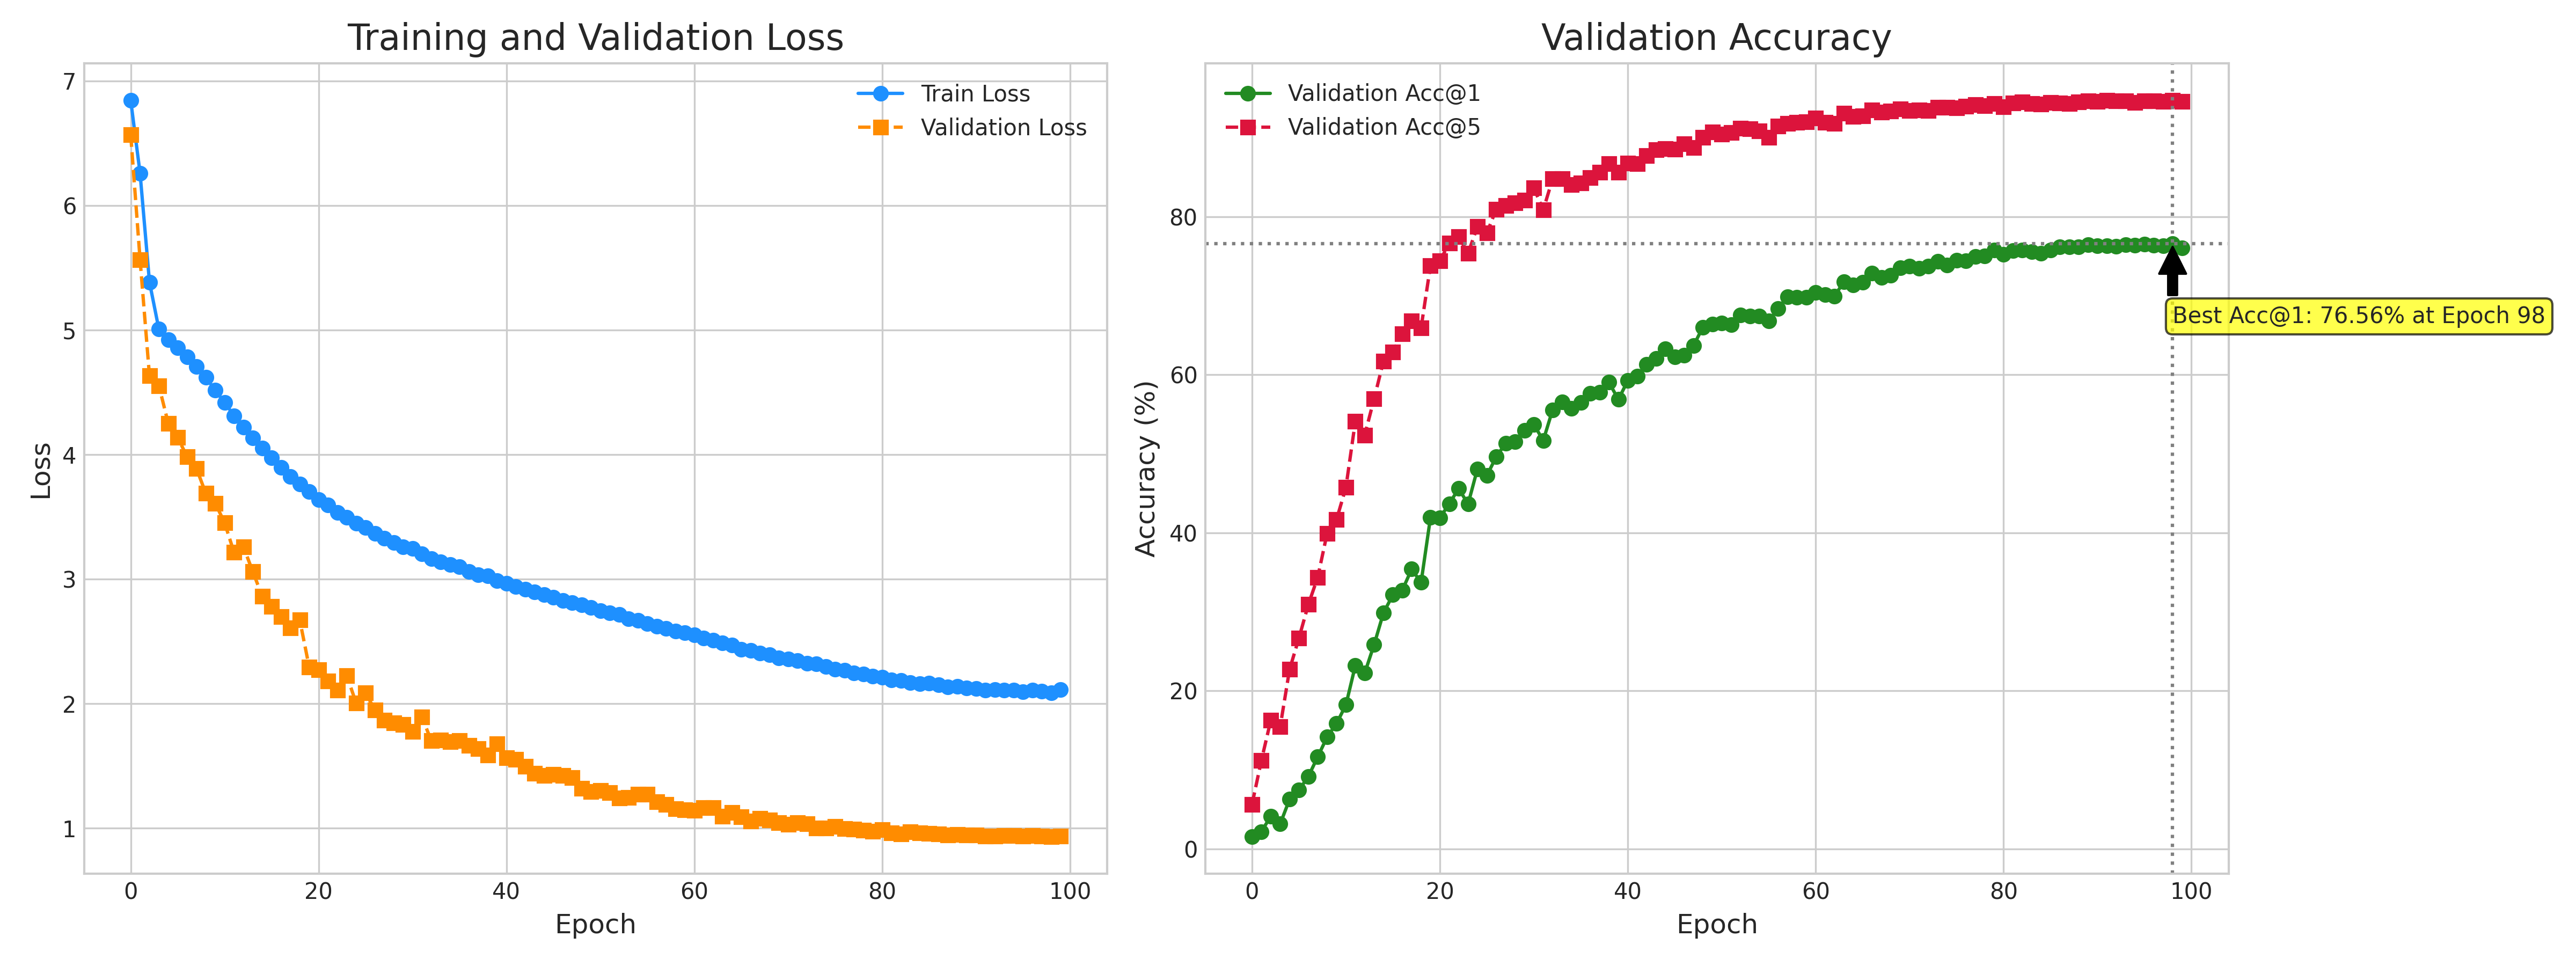 Training and Validation Loss
7
6
5
4
3
2
1
Loss
0
20
40
60
80
100
Epoch
Train Loss
Validation Loss
Validation Accuracy
80
60
40
20
0
Accuracy (%)
0
20
40
60
80
100
Epoch
Validation Acc@1
Validation Acc@5
Best Acc@1: 76.56% at Epoch 98